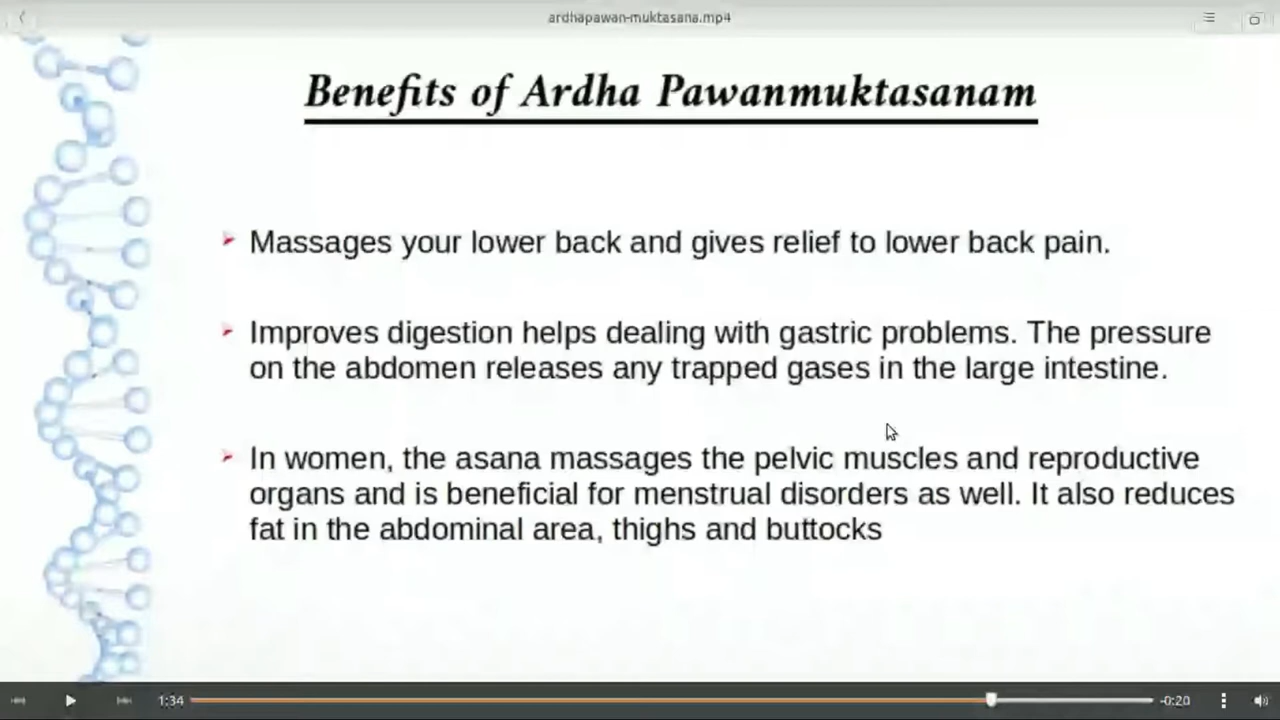 ardhapawan-muktasana.mp4
Benefits of Ardha Pawanmuktasanam
Massages your lower back and gives relief to lower back pain.
Improves digestion helps dealing with gastric problems. The pressure
on the abdomen releases any trapped gases in the large intestine.
In women, the asana massages the pelvic muscles and reproductive
organs and is beneficial for menstrual disorders as well. It also reduces
fat in the abdominal area, thighs and buttocks
1:34
-0:20